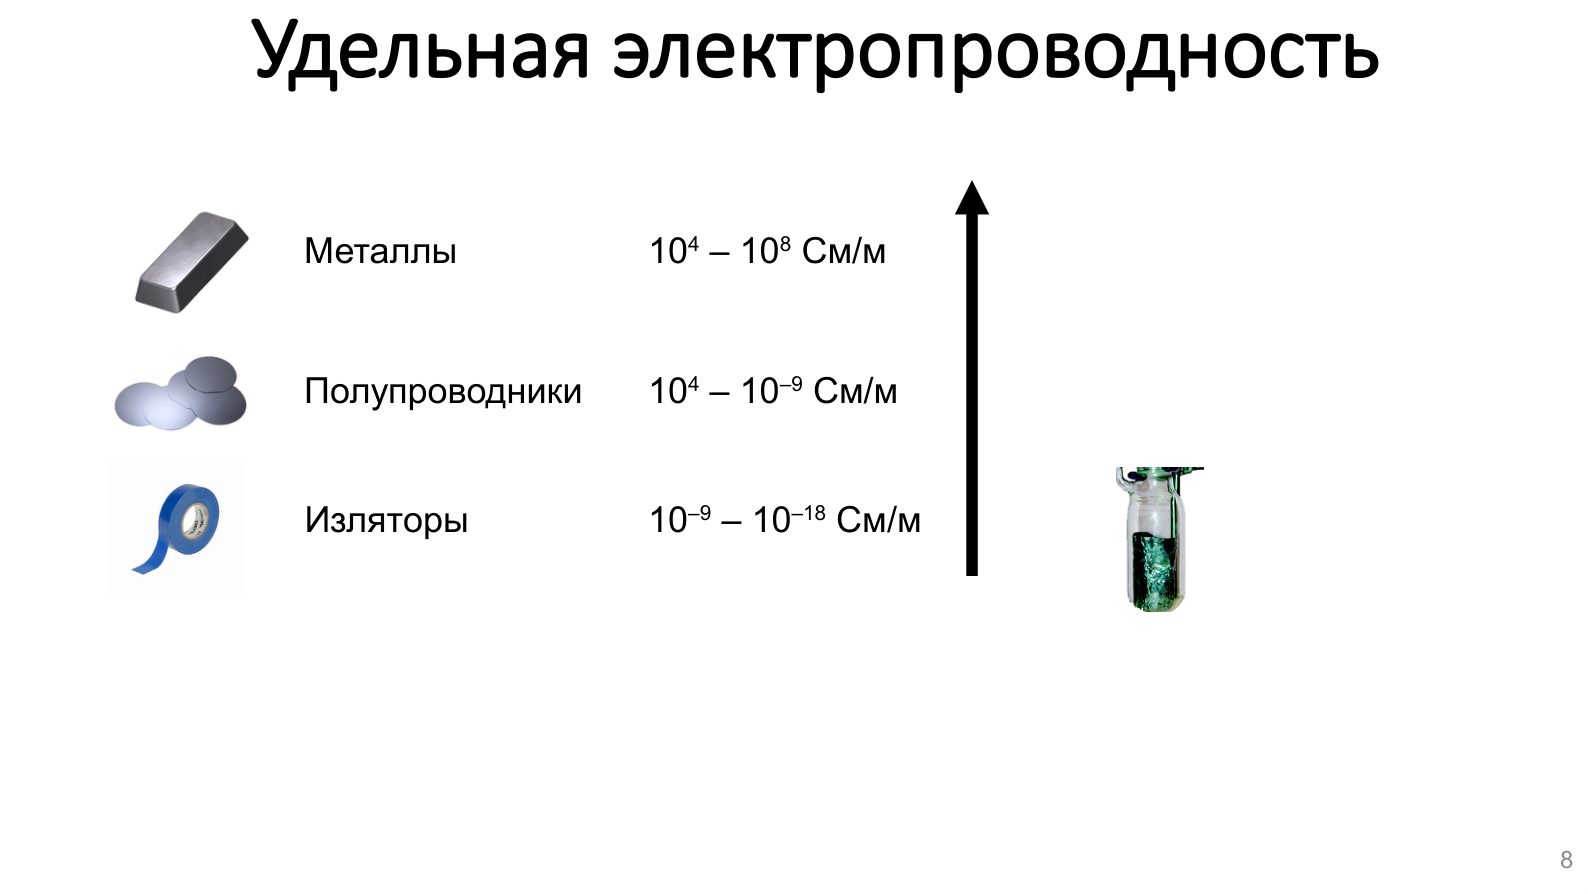 Удельная электропроводность
Металлы 10⁴ – 10⁸ См/м
Полупроводники 10⁴ – 10⁻⁹ См/м
Изляторы 10⁻⁹ – 10⁻¹⁸ См/м
8